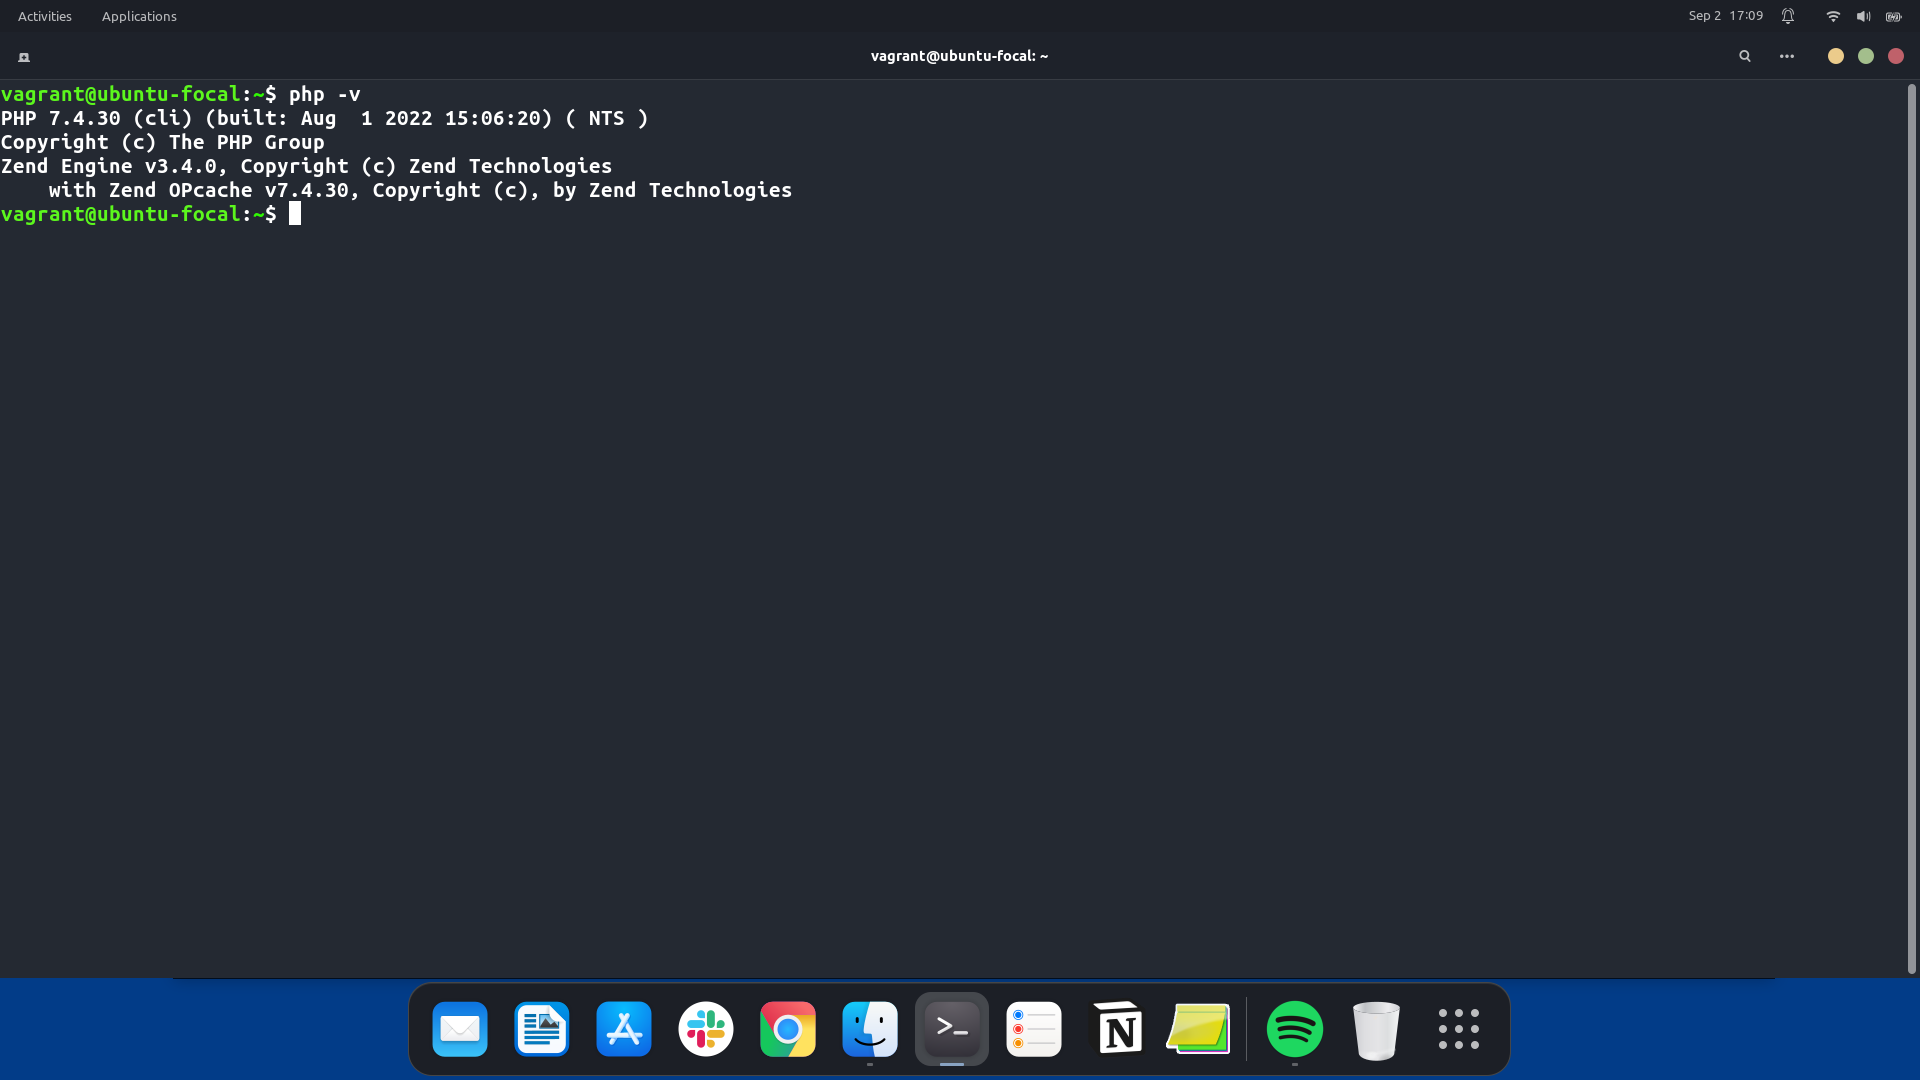 Activities Applications Sep 2 17:09
vagrant@ubuntu-focal: ~
vagrant@ubuntu-focal:~$ php -v
PHP 7.4.30 (cli) (built: Aug  1 2022 15:06:20) ( NTS )
Copyright (c) The PHP Group
Zend Engine v3.4.0, Copyright (c) Zend Technologies
    with Zend OPcache v7.4.30, Copyright (c), by Zend Technologies
vagrant@ubuntu-focal:~$